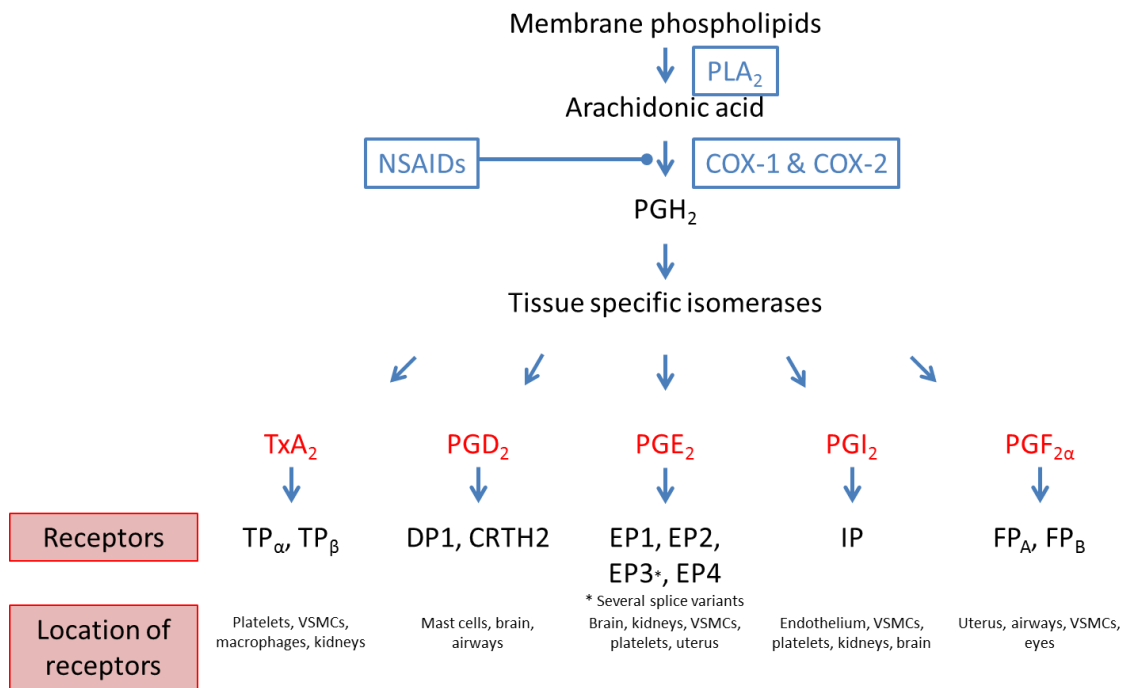 Membrane phospholipids
PLA₂
Arachidonic acid
NSAIDs
COX-1 & COX-2
PGH₂
Tissue specific isomerases
TxA₂
PGD₂
PGE₂
PGI₂
PGF₂α
Receptors
TPα, TPβ
DP1, CRTH2
EP1, EP2,
EP3*, EP4
* Several splice variants
IP
FPA, FPB
Location of
receptors
Platelets, VSMCs,
macrophages, kidneys
Mast cells, brain,
airways
Brain, kidneys, VSMCs,
platelets, uterus
Endothelium, VSMCs,
platelets, kidneys, brain
Uterus, airways, VSMCs,
eyes